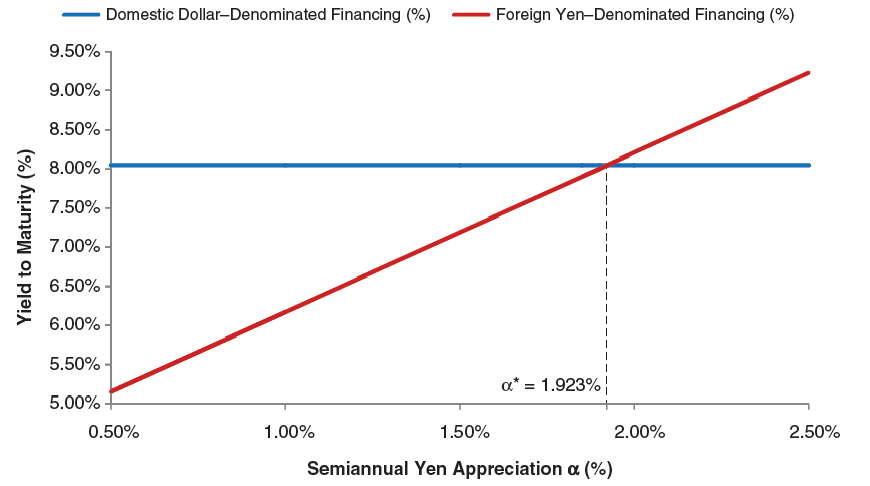 Domestic Dollar–Denominated Financing (%) Foreign Yen–Denominated Financing (%)
9.50%
9.00%
8.50%
8.00%
7.50%
7.00%
6.50%
6.00%
5.50%
5.00%
Yield to Maturity (%)
α* = 1.923%
0.50% 1.00% 1.50% 2.00% 2.50%
Semiannual Yen Appreciation α (%)